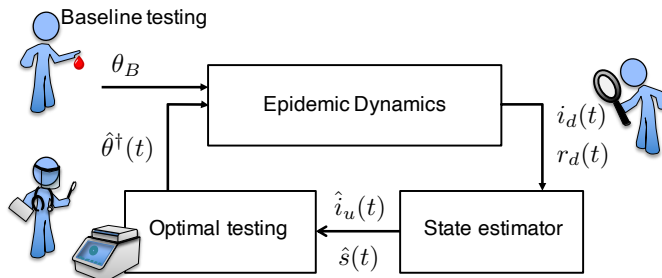 Baseline testing
θ_B
Epidemic Dynamics
i_d(t)
θ̂†(t)
r_d(t)
î_u(t)
Optimal testing
State estimator
ŝ(t)